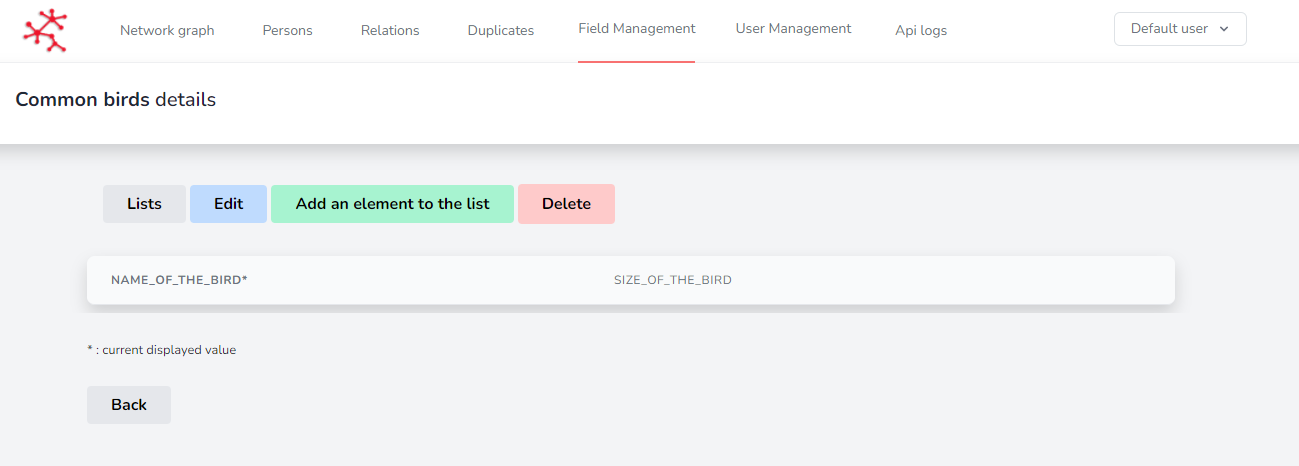 Network graph Persons Relations Duplicates Field Management User Management Api logs Default user
Common birds details
Lists Edit Add an element to the list Delete
NAME_OF_THE_BIRD* SIZE_OF_THE_BIRD
* : current displayed value
Back